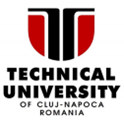 TECHNICAL
UNIVERSITY
OF CLUJ-NAPOCA
ROMANIA